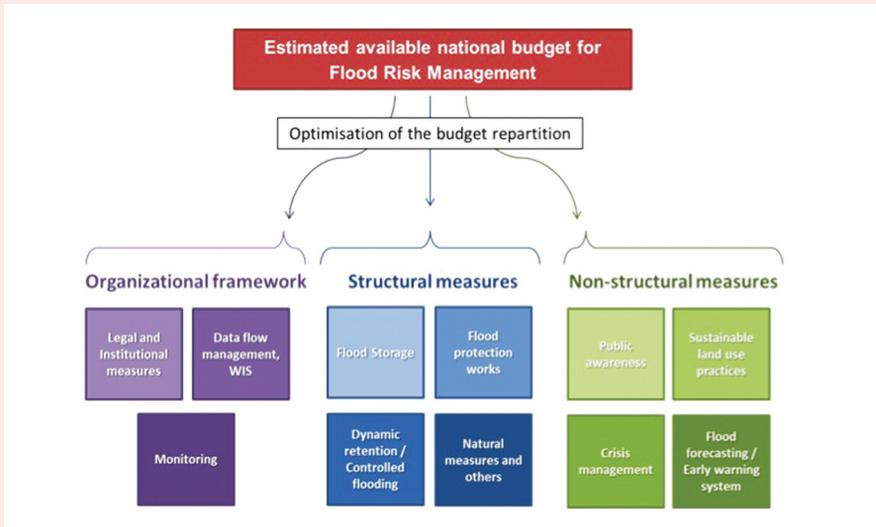 Estimated available national budget for
Flood Risk Management
Optimisation of the budget repartition
Organizational framework
Legal and
Institutional
measures
Data flow
management,
WIS
Monitoring
Structural measures
Flood Storage
Flood
protection
works
Dynamic
retention /
Controlled
flooding
Natural
measures and
others
Non-structural measures
Public
awareness
Sustainable
land use
practices
Crisis
management
Flood
forecasting /
Early warning
system